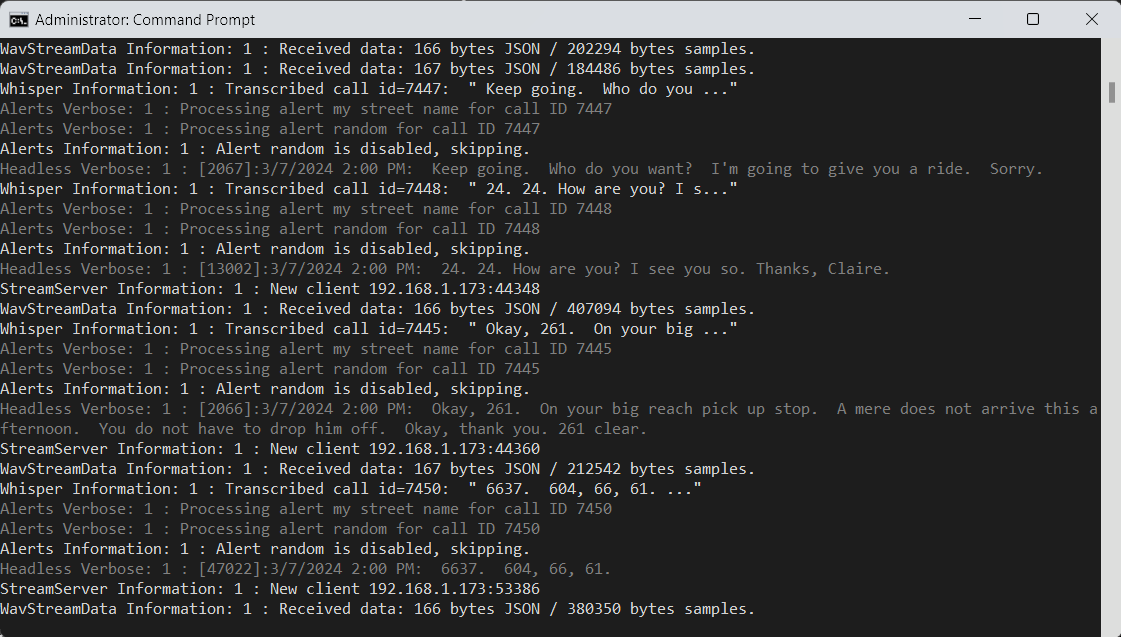 Administrator: Command Prompt
WavStreamData Information: 1 : Received data: 166 bytes JSON / 202294 bytes samples.
WavStreamData Information: 1 : Received data: 167 bytes JSON / 184486 bytes samples.
Whisper Information: 1 : Transcribed call id=7447:  " Keep going.  Who do you ..."
Alerts Verbose: 1 : Processing alert my street name for call ID 7447
Alerts Verbose: 1 : Processing alert random for call ID 7447
Alerts Information: 1 : Alert random is disabled, skipping.
Headless Verbose: 1 : [2067]:3/7/2024 2:00 PM:  Keep going.  Who do you want?  I'm going to give you a ride.  Sorry.
Whisper Information: 1 : Transcribed call id=7448:  " 24. 24. How are you? I s..."
Alerts Verbose: 1 : Processing alert my street name for call ID 7448
Alerts Verbose: 1 : Processing alert random for call ID 7448
Alerts Information: 1 : Alert random is disabled, skipping.
Headless Verbose: 1 : [13002]:3/7/2024 2:00 PM:  24. 24. How are you? I see you so. Thanks, Claire.
StreamServer Information: 1 : New client 192.168.1.173:44348
WavStreamData Information: 1 : Received data: 166 bytes JSON / 407094 bytes samples.
Whisper Information: 1 : Transcribed call id=7445:  " Okay, 261.  On your big ..."
Alerts Verbose: 1 : Processing alert my street name for call ID 7445
Alerts Verbose: 1 : Processing alert random for call ID 7445
Alerts Information: 1 : Alert random is disabled, skipping.
Headless Verbose: 1 : [2066]:3/7/2024 2:00 PM:  Okay, 261.  On your big reach pick up stop.  A mere does not arrive this a
fternoon.  You do not have to drop him off.  Okay, thank you. 261 clear.
StreamServer Information: 1 : New client 192.168.1.173:44360
WavStreamData Information: 1 : Received data: 167 bytes JSON / 212542 bytes samples.
Whisper Information: 1 : Transcribed call id=7450:  " 6637.  604, 66, 61. ..."
Alerts Verbose: 1 : Processing alert my street name for call ID 7450
Alerts Verbose: 1 : Processing alert random for call ID 7450
Alerts Information: 1 : Alert random is disabled, skipping.
Headless Verbose: 1 : [47022]:3/7/2024 2:00 PM:  6637.  604, 66, 61.
StreamServer Information: 1 : New client 192.168.1.173:53386
WavStreamData Information: 1 : Received data: 166 bytes JSON / 380350 bytes samples.